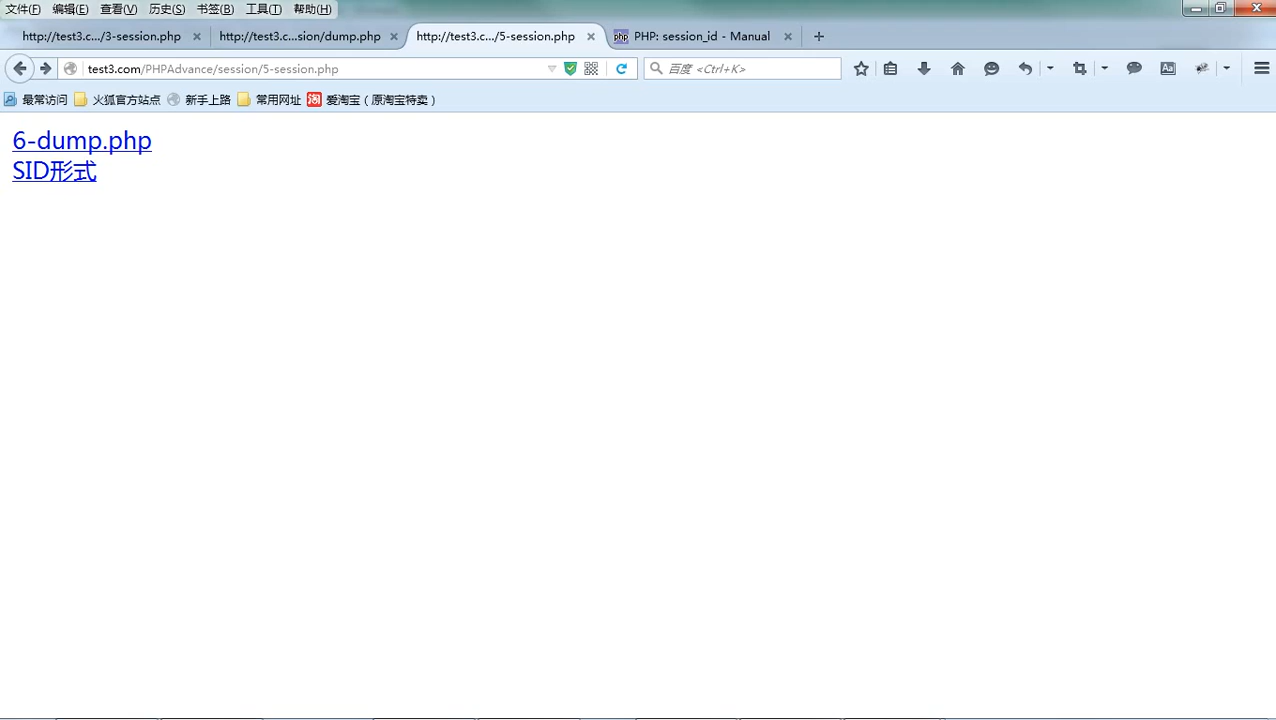 文件(F) 编辑(E) 查看(V) 历史(S) 书签(B) 工具(T) 帮助(H)
http://test3.c.../3-session.php http://test3.c...sion/dump.php http://test3.c.../5-session.php php PHP: session_id - Manual
test3.com/PHPAdvance/session/5-session.php 百度 <Ctrl+K>
最常访问 火狐官方站点 新手上路 常用网址 淘 爱淘宝（原淘宝特卖）
6-dump.php
SID形式